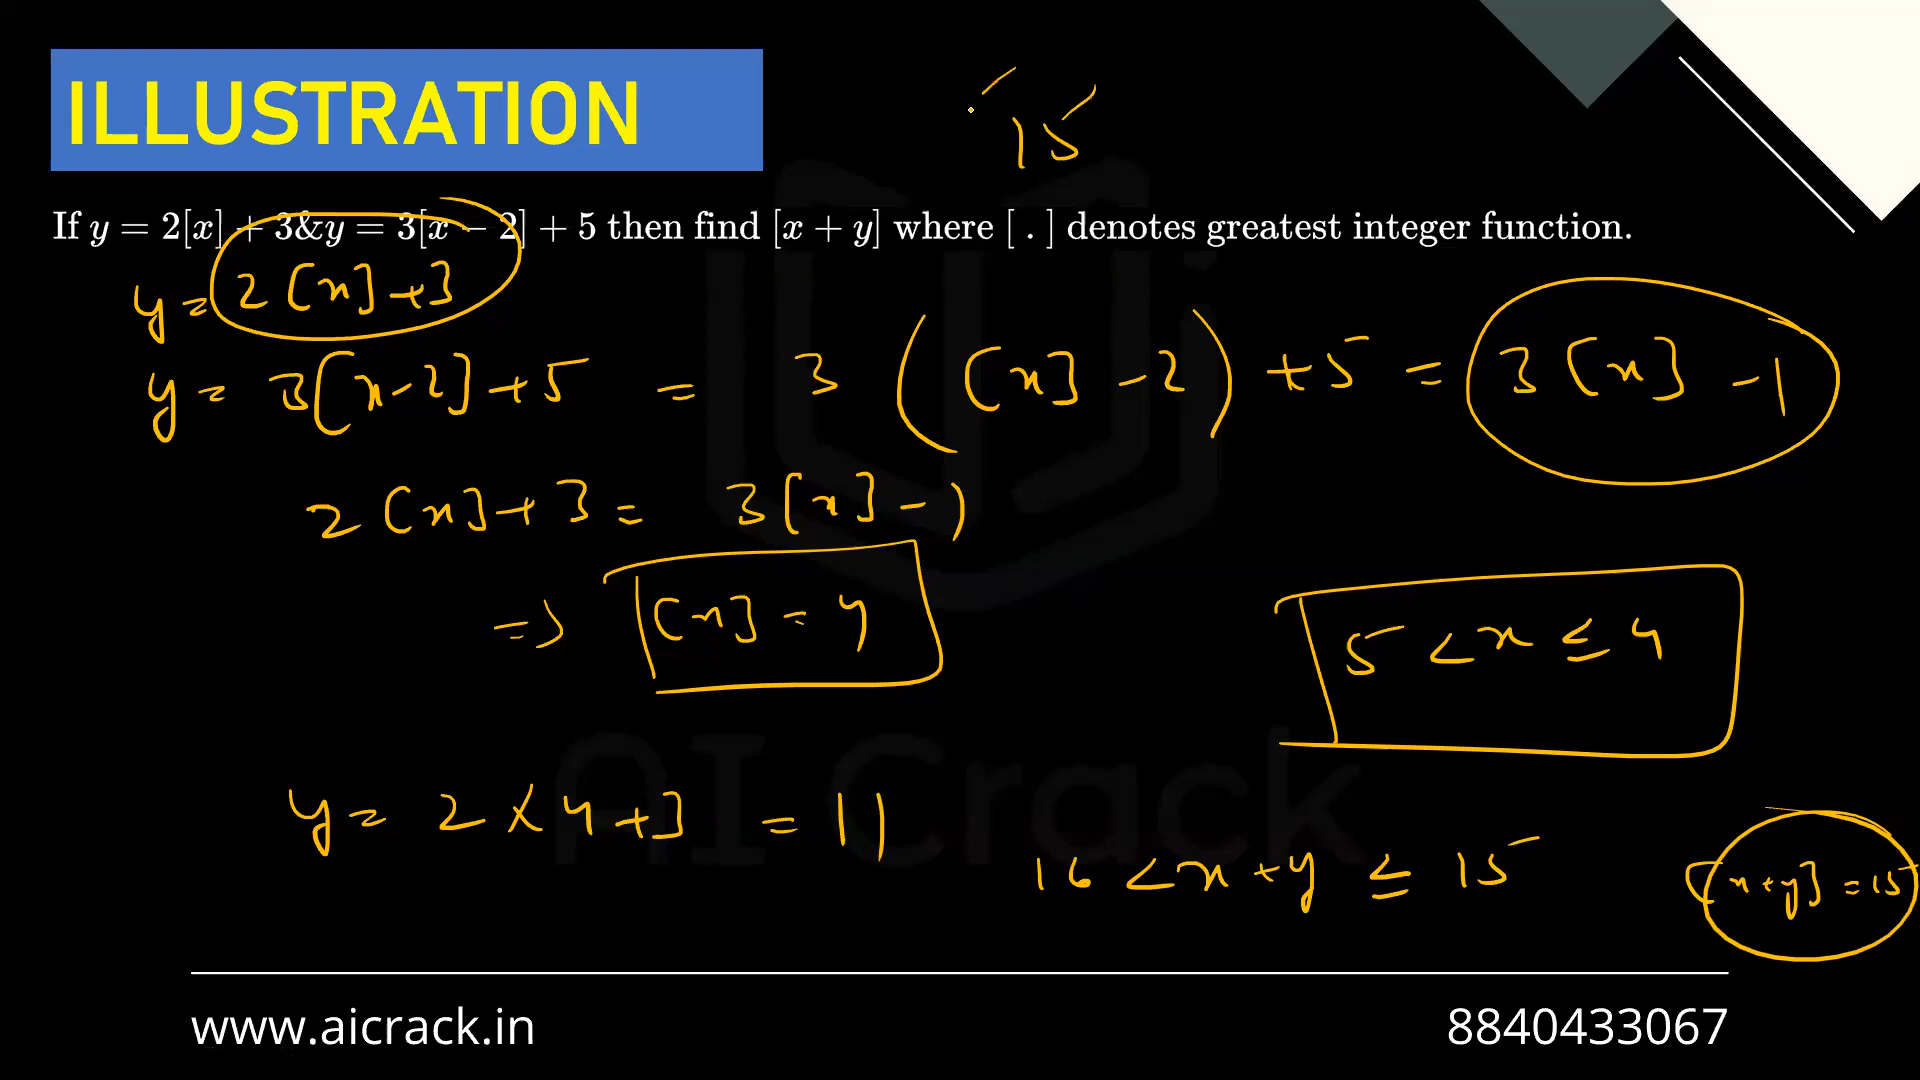 ILLUSTRATION
15
If y = 2[x] + 3&y = 3[x − 2] + 5 then find [x + y] where [ . ] denotes greatest integer function.
y = 2[x]+3
y = 3[x-2]+5 = 3([x]-2)+5 = 3[x]-1
2[x]+3 = 3[x]-1
=> [x] = 4
5 < x ≤ 4
y = 2×4+3 = 11
16 < x+y ≤ 15
[x+y] = 15
AI Crack
www.aicrack.in
8840433067